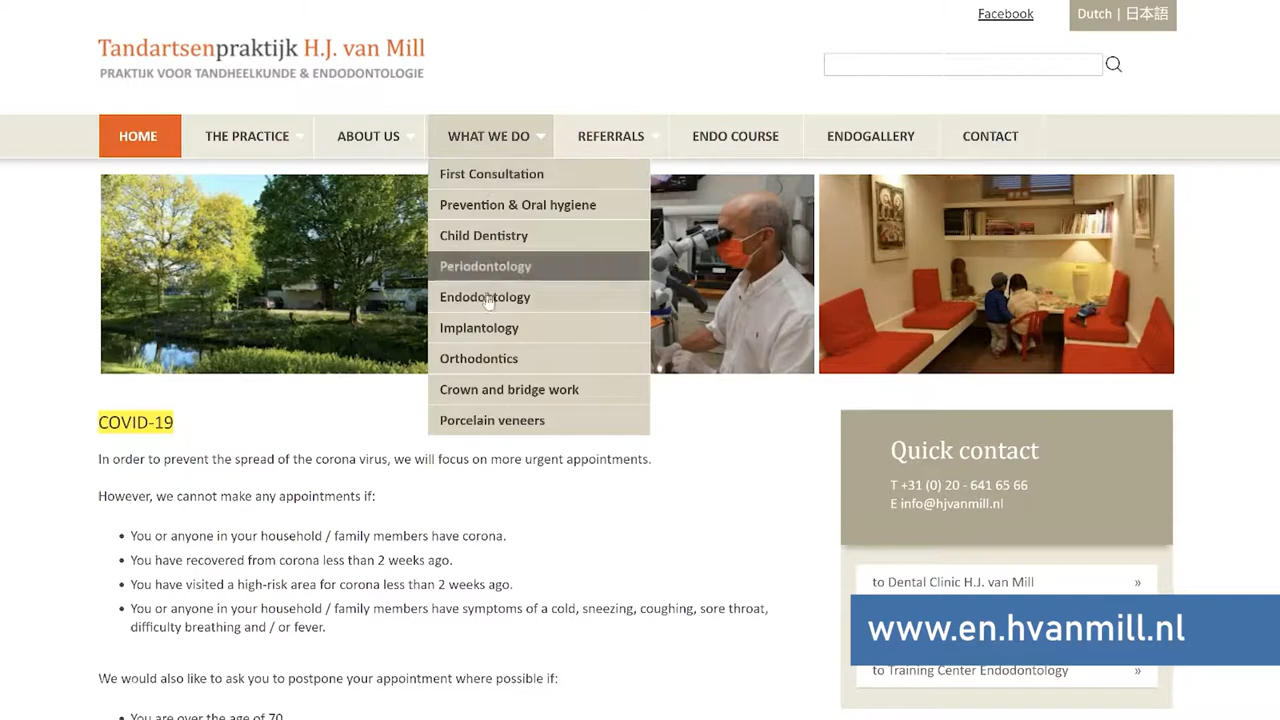 Facebook
Dutch | 日本語
Tandartsenpraktijk H.J. van Mill
PRAKTIJK VOOR TANDHEELKUNDE & ENDODONTOLOGIE
HOME
THE PRACTICE
ABOUT US
WHAT WE DO
REFERRALS
ENDO COURSE
ENDOGALLERY
CONTACT
First Consultation
Prevention & Oral hygiene
Child Dentistry
Periodontology
Endodontology
Implantology
Orthodontics
Crown and bridge work
Porcelain veneers
COVID-19
In order to prevent the spread of the corona virus, we will focus on more urgent appointments.
However, we cannot make any appointments if:
• You or anyone in your household / family members have corona.
• You have recovered from corona less than 2 weeks ago.
• You have visited a high-risk area for corona less than 2 weeks ago.
• You or anyone in your household / family members have symptoms of a cold, sneezing, coughing, sore throat,
difficulty breathing and / or fever.
We would also like to ask you to postpone your appointment where possible if:
• You are over the age of 70
Quick contact
T +31 (0) 20 - 641 65 66
E info@hjvanmill.nl
to Dental Clinic H.J. van Mill »
www.en.hvanmill.nl
to Training Center Endodontology »